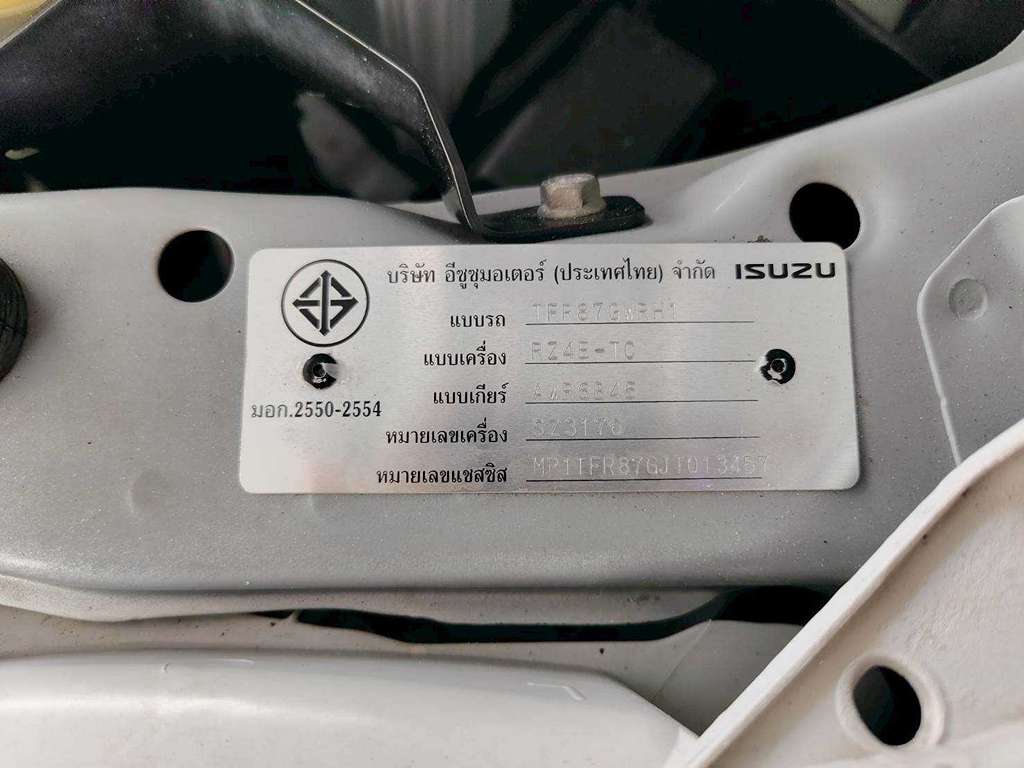 บริษัท อีซูซุมอเตอร์ (ประเทศไทย) จำกัด ISUZU
แบบรถ TFR87GWRH1
แบบเครื่อง RZ4E-TC
แบบเกียร์
มอก.2550-2554
หมายเลขเครื่อง 323176
หมายเลขแชสซิส MP1TFR87GJT013457